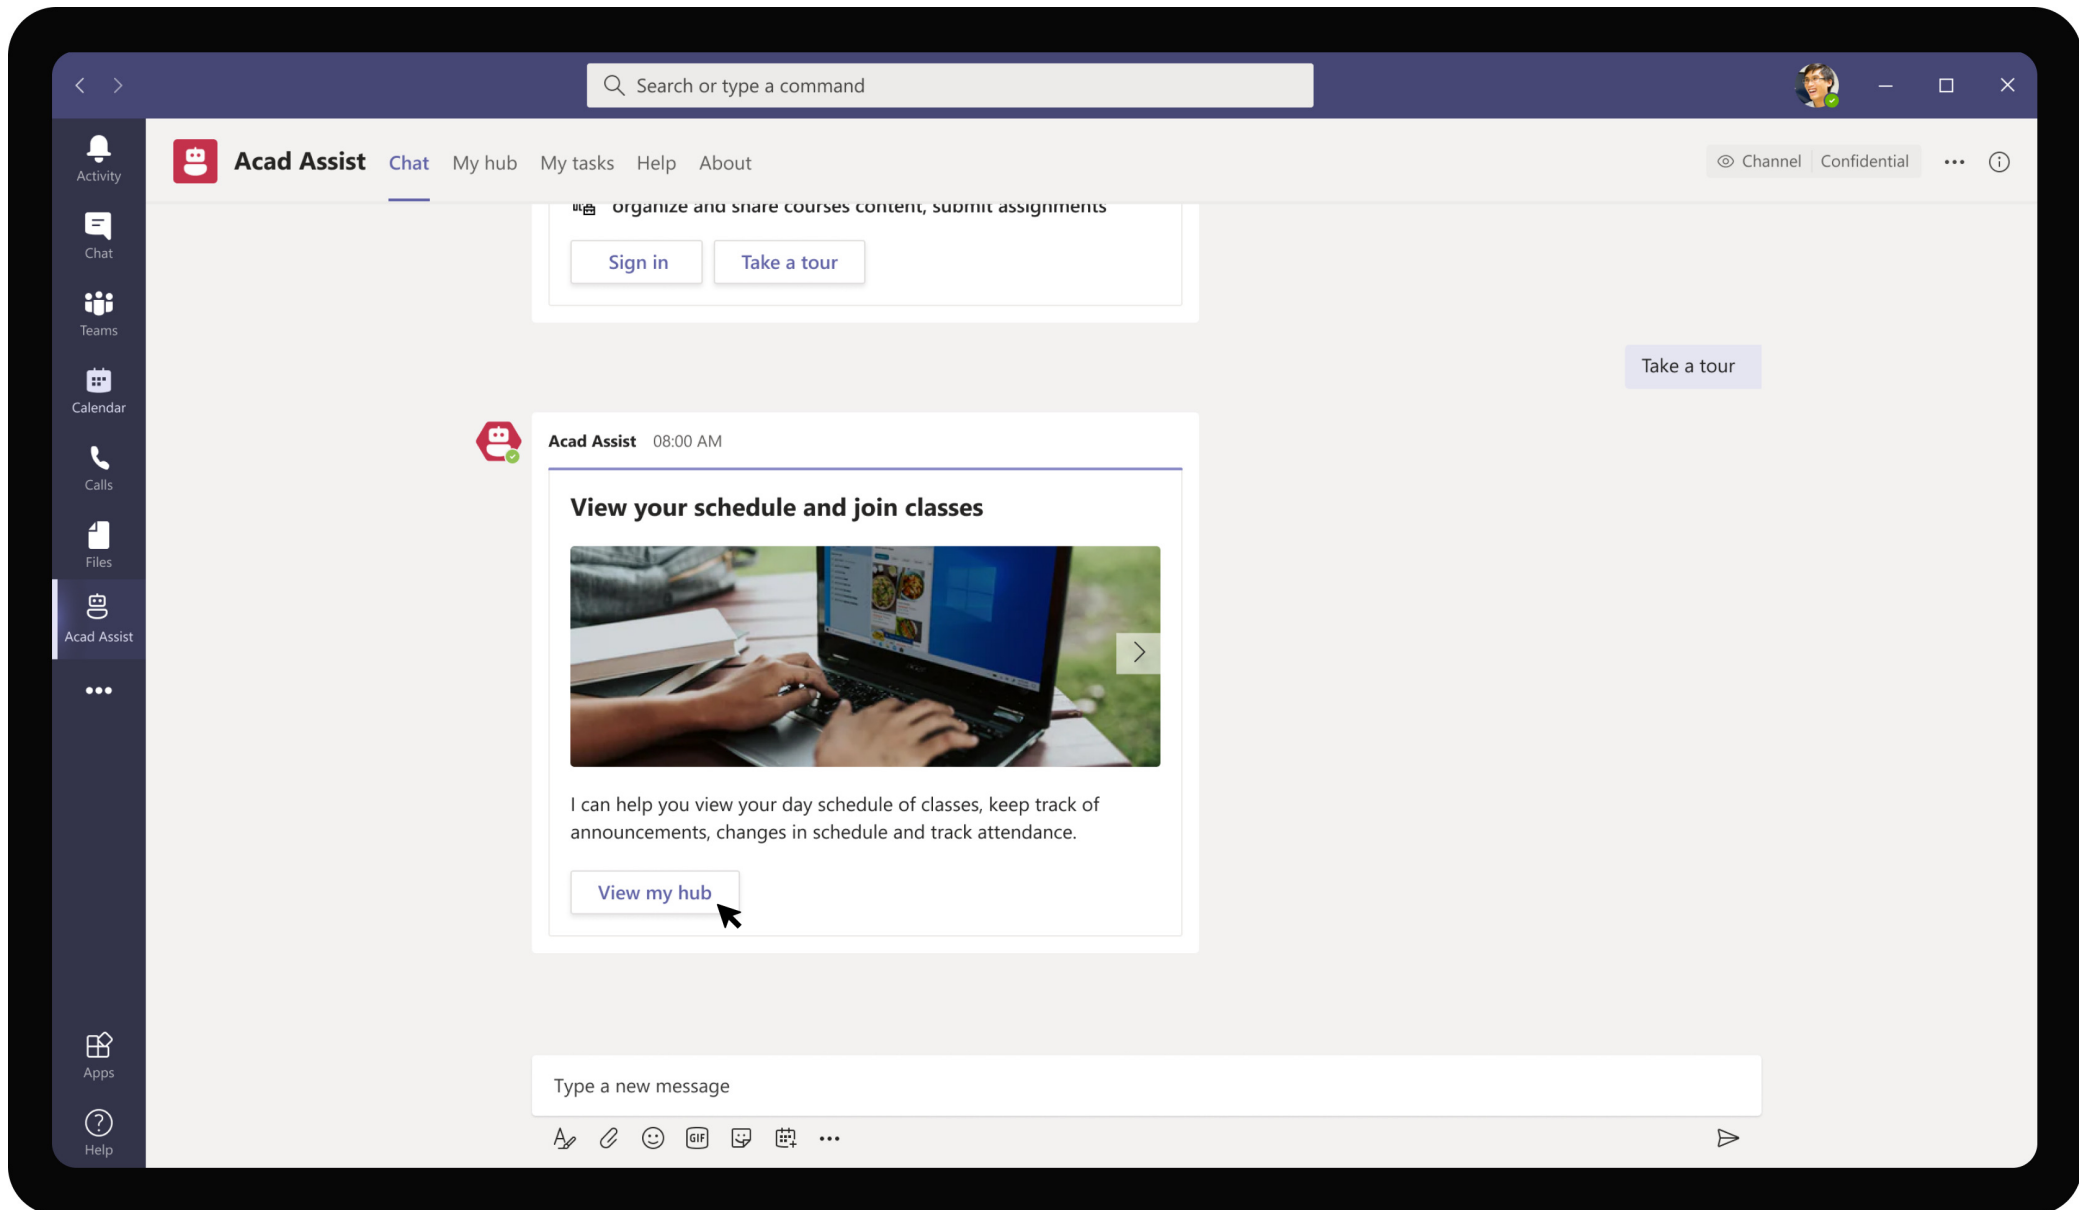 Search or type a command
Activity
Chat
Teams
Calendar
Calls
Files
Acad Assist
Apps
Help
Acad Assist Chat My hub My tasks Help About
Channel Confidential
organize and share courses content, submit assignments
Sign in Take a tour
Take a tour
Acad Assist 08:00 AM
View your schedule and join classes
I can help you view your day schedule of classes, keep track of
announcements, changes in schedule and track attendance.
View my hub
Type a new message
GIF